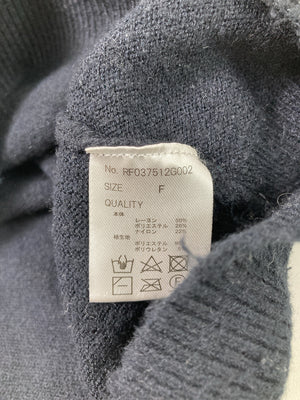 No. RF037512G002
SIZE F
QUALITY
本体
レーヨン 50%
ポリエステル 28%
ナイロン 22%
ポリエステル
ポリウレタン